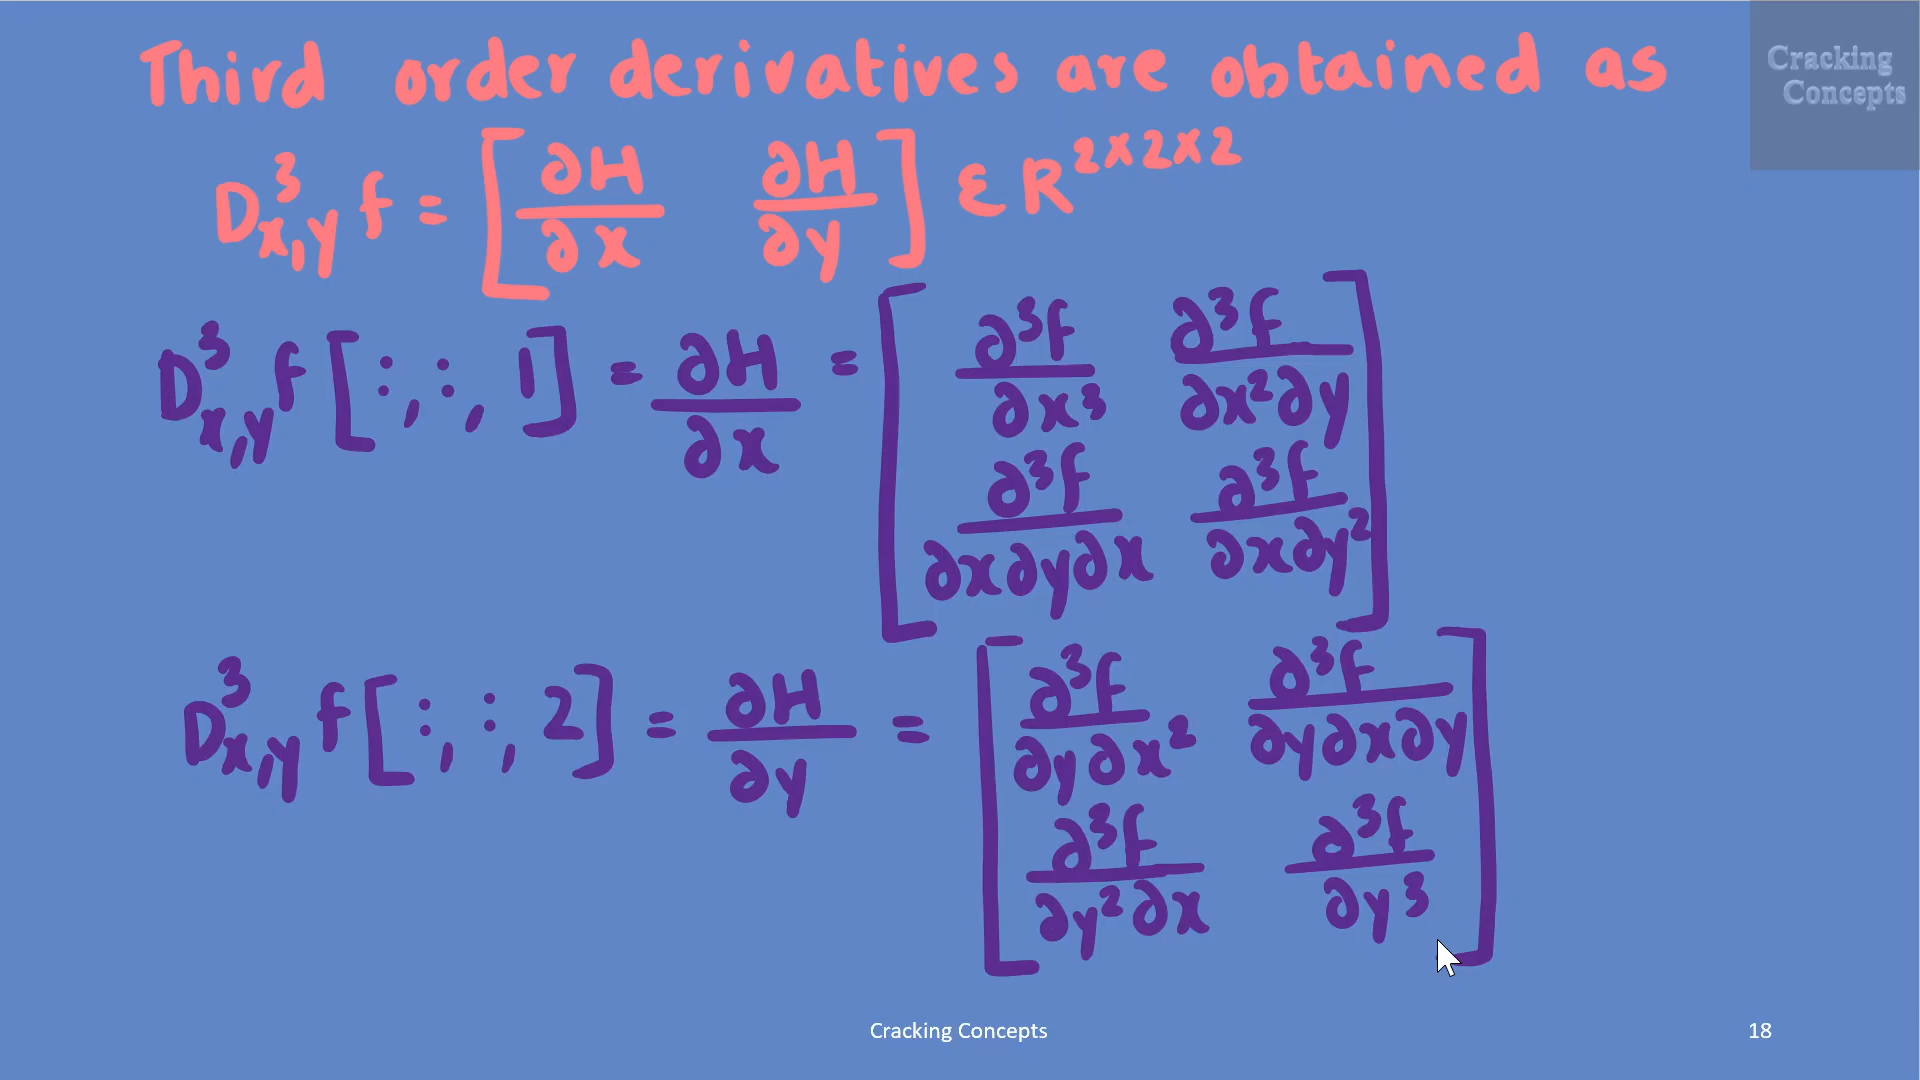 Third order derivatives are obtained as
Cracking
Concepts
D³x,y f = [∂H/∂x ∂H/∂y] ε R²ˣ²ˣ²
D³x,y f [:, :, 1] = ∂H/∂x = [∂³f/∂x³ ∂³f/∂x²∂y
∂³f/∂x∂y∂x ∂³f/∂x∂y²]
D³x,y f [:, :, 2] = ∂H/∂y = [∂³f/∂y∂x² ∂³f/∂y∂x∂y
∂³f/∂y²∂x ∂³f/∂y³]
Cracking Concepts
18